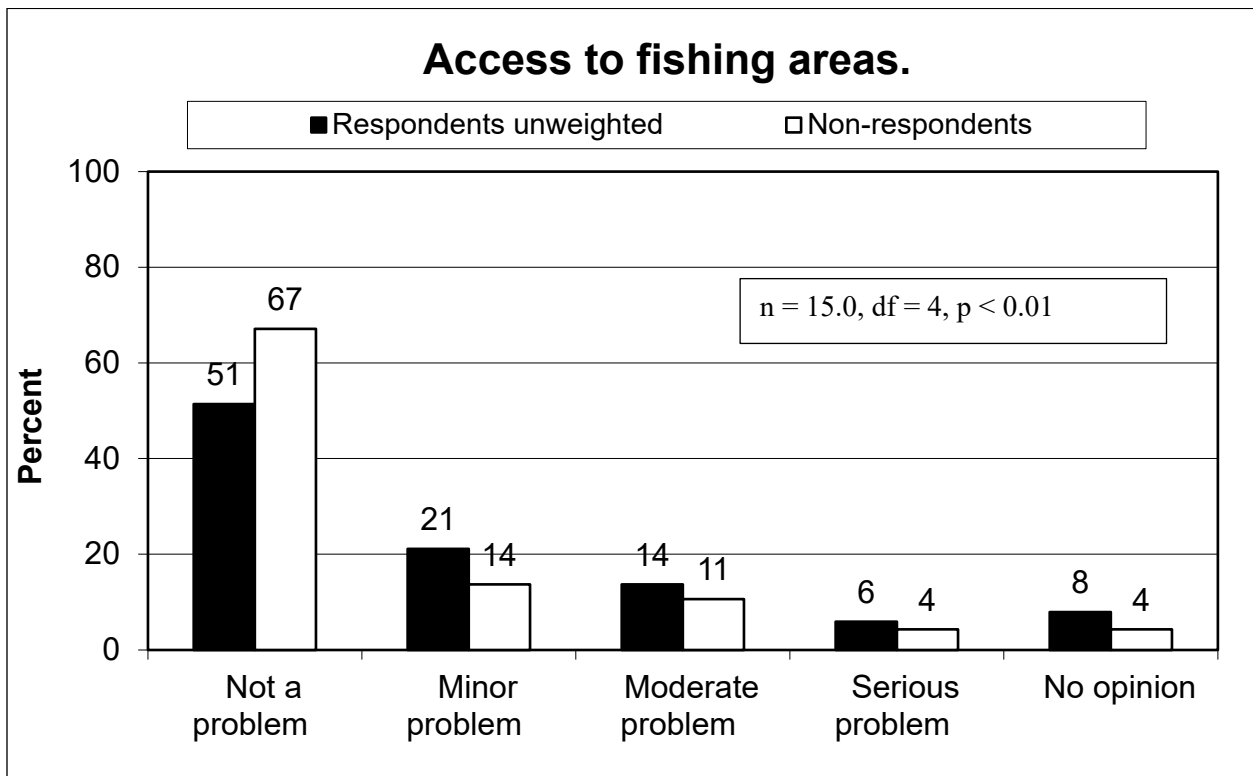 Access to fishing areas.
Respondents unweighted Non-respondents
Percent
100
80
60
40
20
0
n = 15.0, df = 4, p < 0.01
51 67
21 14
14 11
6 4
8 4
Not a
problem
Minor
problem
Moderate
problem
Serious
problem
No opinion